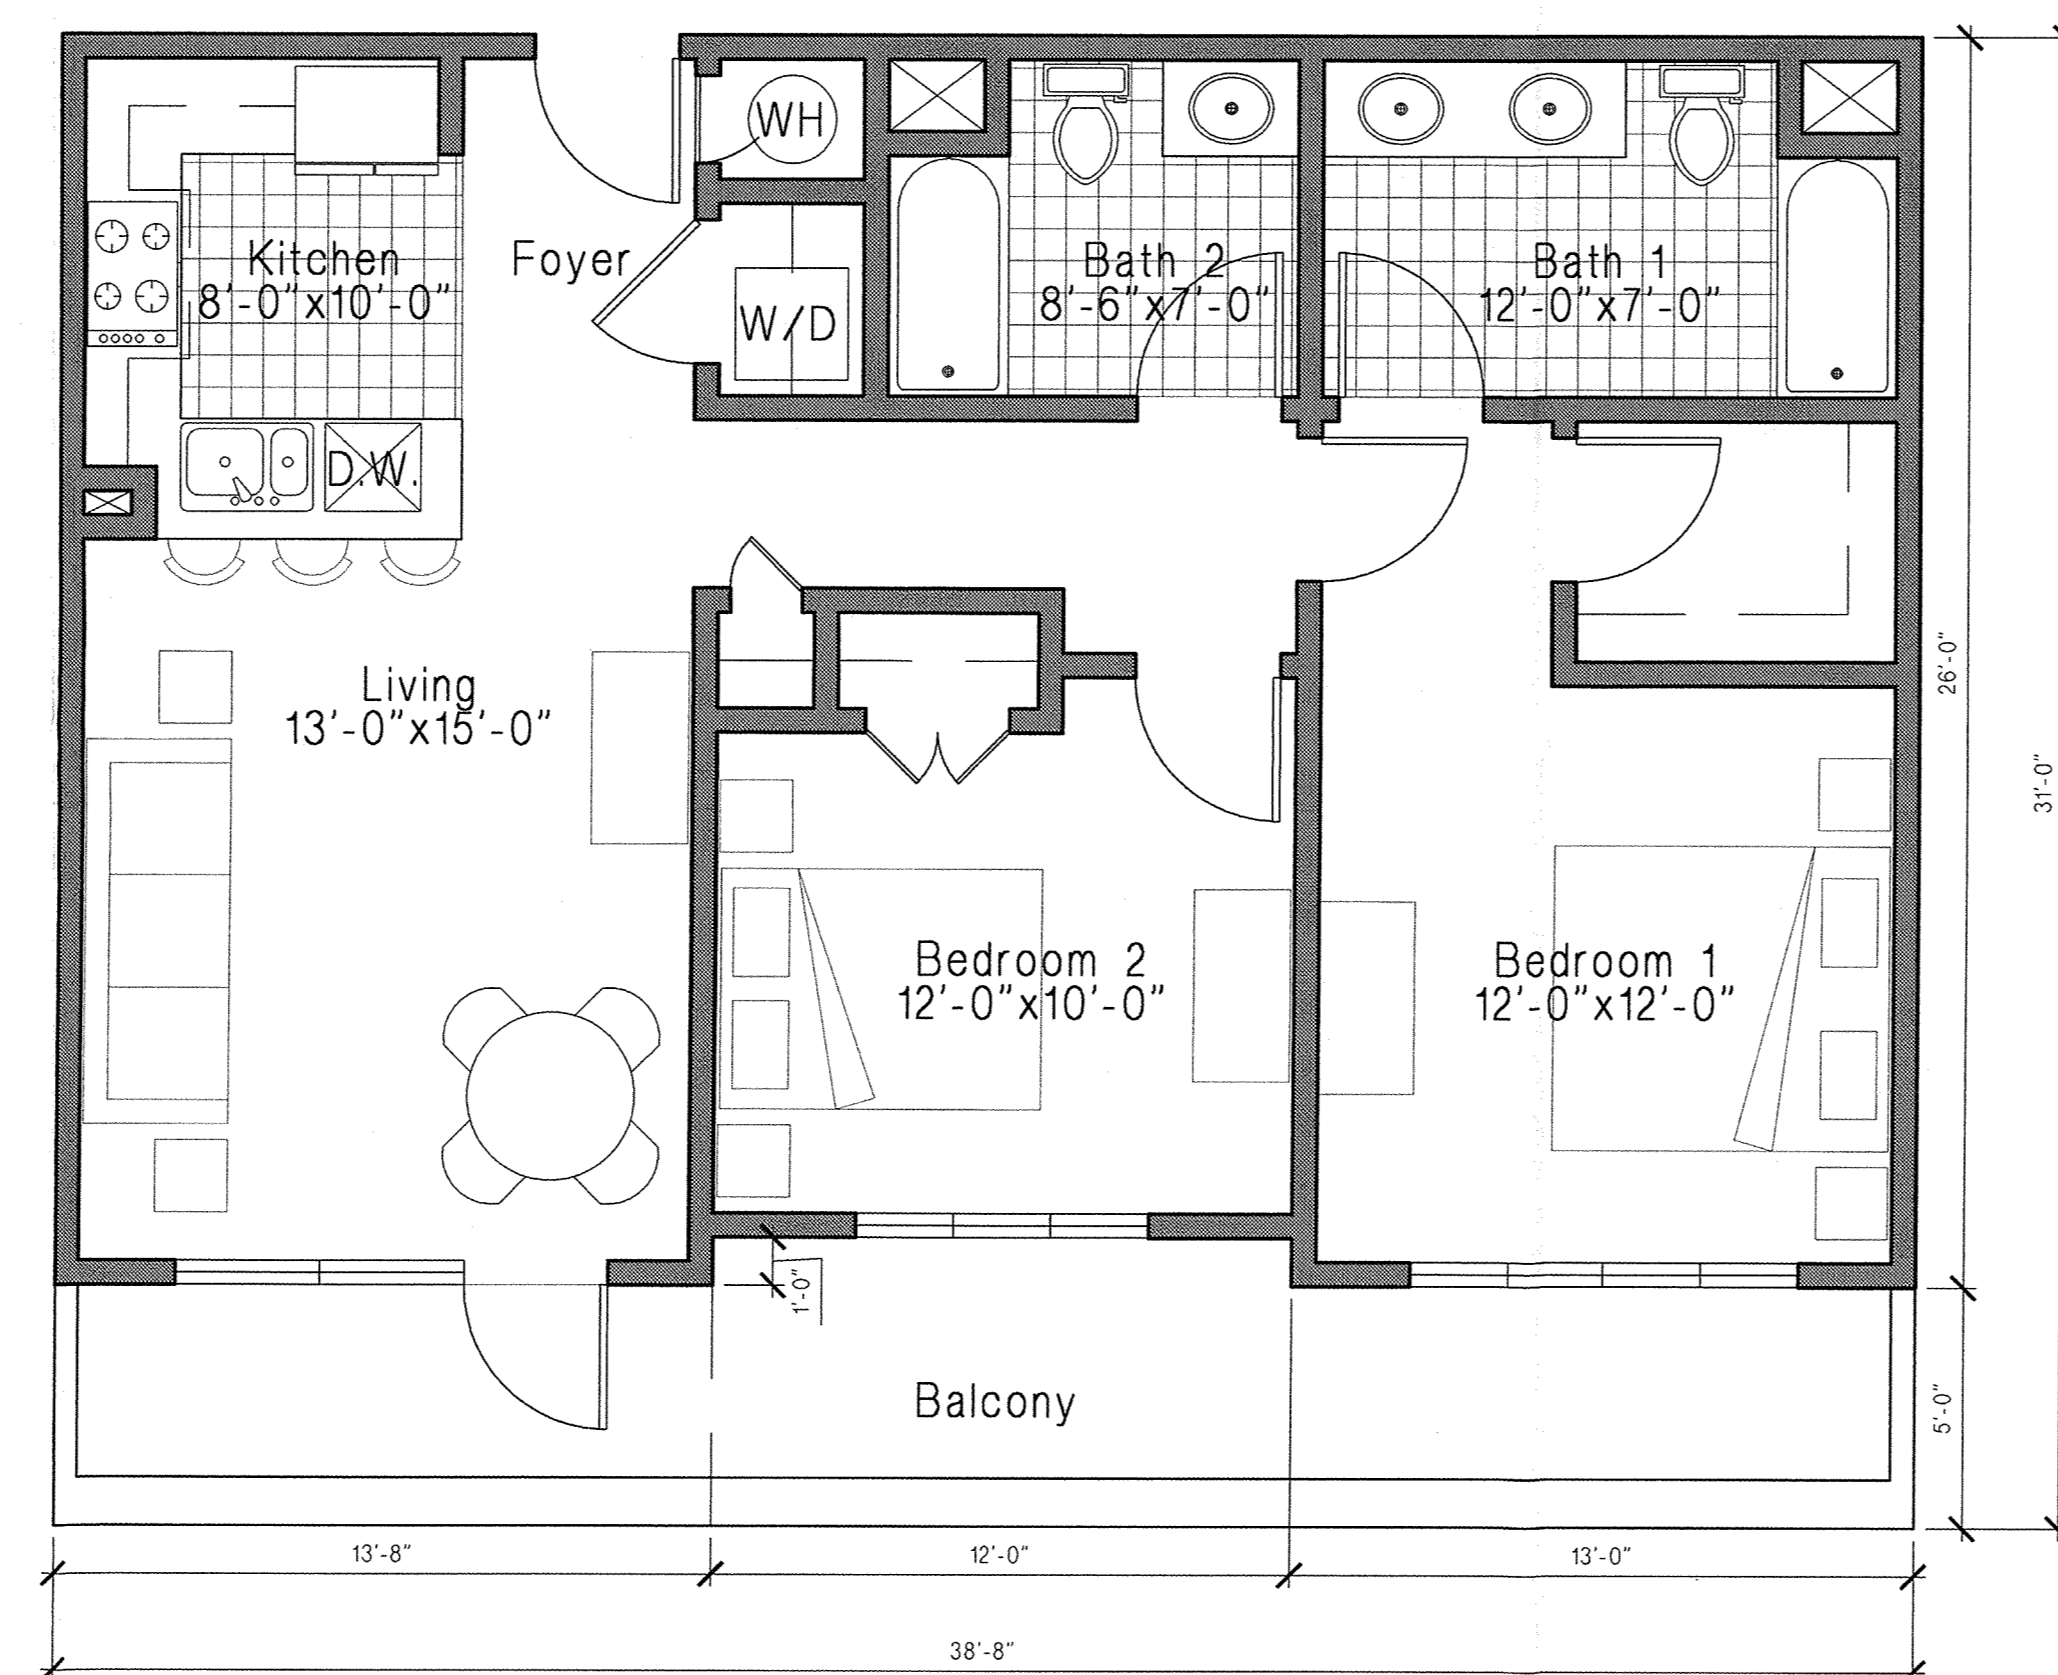 WH
Kitchen
8'-0"x10'-0"
Foyer
W/D
Bath 2
8'-6"x7'-0"
Bath 1
12'-0"x7'-0"
D.W.
Living
13'-0"x15'-0"
26'-0"
31'-0"
Bedroom 2
12'-0"x10'-0"
Bedroom 1
12'-0"x12'-0"
1'-0"
Balcony
5'-0"
13'-8"
12'-0"
13'-0"
38'-8"